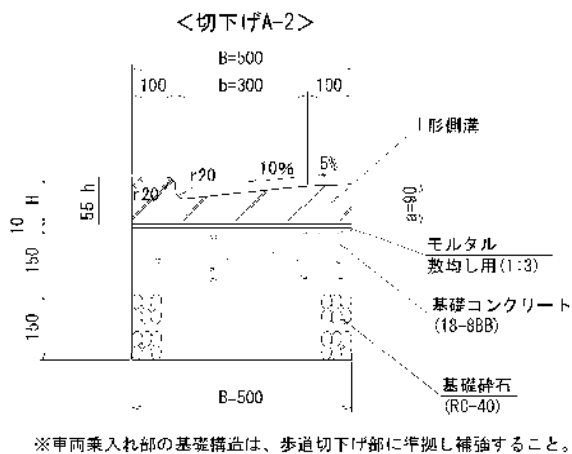 <切下げA-2>
B=500
100 b=300 100
L形側溝
r20 10% 5%
r20
55 h
H
a=90
10
モルタル
敷均し用(1:3)
150
基礎コンクリート
(18-8BB)
150
基礎砕石
(RC-40)
B=500
※車両乗入れ部の基礎構造は、歩道切下げ部に準拠し補強すること。